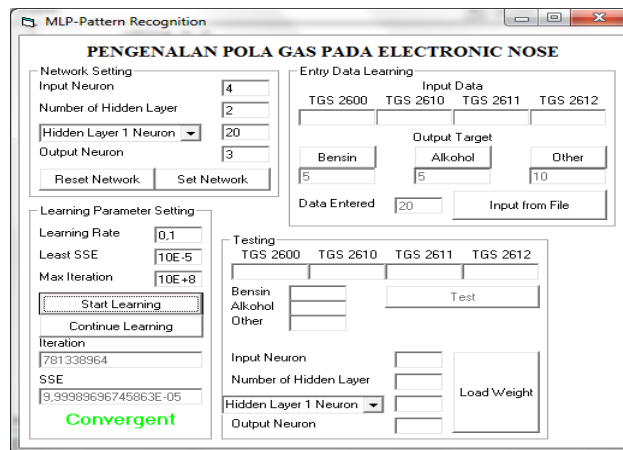 MLP-Pattern Recognition
PENGENALAN POLA GAS PADA ELECTRONIC NOSE
Network Setting
Input Neuron 4
Number of Hidden Layer 2
Hidden Layer 1 Neuron 20
Output Neuron 3
Reset Network Set Network
Entry Data Learning
Input Data
TGS 2600 TGS 2610 TGS 2611 TGS 2612
Output Target
Bensin Alkohol Other
5 5 10
Data Entered 20 Input from File
Learning Parameter Setting
Learning Rate 0,1
Least SSE 10E-5
Max Iteration 10E+8
Start Learning
Continue Learning
Iteration
781338964
SSE
9,99989696745863E-05
Convergent
Testing
TGS 2600 TGS 2610 TGS 2611 TGS 2612
Bensin
Alkohol
Other
Test
Input Neuron
Number of Hidden Layer
Hidden Layer 1 Neuron
Output Neuron
Load Weight